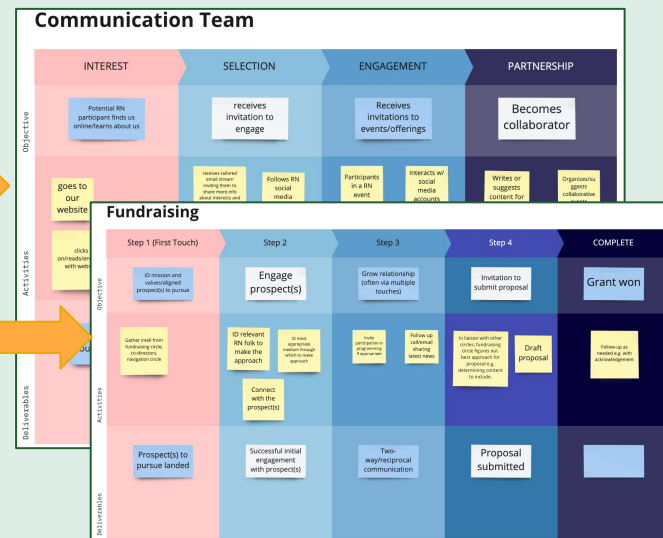 Communication Team
INTEREST
SELECTION
ENGAGEMENT
PARTNERSHIP
Objective
Potential RN
participant finds us
online/learns about us
receives
invitation to
engage
Receives
invitations to
events/offerings
Becomes
collaborator
Activities
goes to
our
website
receives tailored
email stream
inviting them to
share more info
about interests and
Follows RN
social
media
Participants
in a RN
event
Interacts w/
social
media
accounts
Writes or
suggests
content for
Organizes/su
ggests
collaborative
clicks
Deliverables
Fundraising
Step 1 (First Touch)
Step 2
Step 3
Step 4
COMPLETE
Objective
ID mission and
values/aligned
prospect(s) to pursue
Engage
prospect(s)
Grow relationship
(often via multiple
touches)
Invitation to
submit proposal
Grant won
Activities
Gather intell from
fundraising circle,
co-directors,
navigation circle
ID relevant
RN folk to
make the
approach
ID most
appropriate
medium through
which to make
approach
Connect
with the
prospect(s)
Invite
participation in
programming
if appropriate
Follow up
call/email
sharing
latest news
In liaison with other
circles, fundraising
circle figures out
best approach for
proposal e.g.
determining content
to include.
Draft
proposal
Follow-up as
needed e.g. with
acknowledgement
Deliverables
Prospect(s) to
pursue landed
Successful initial
engagement
with prospect(s)
Two-
way/reciprocal
communication
Proposal
submitted